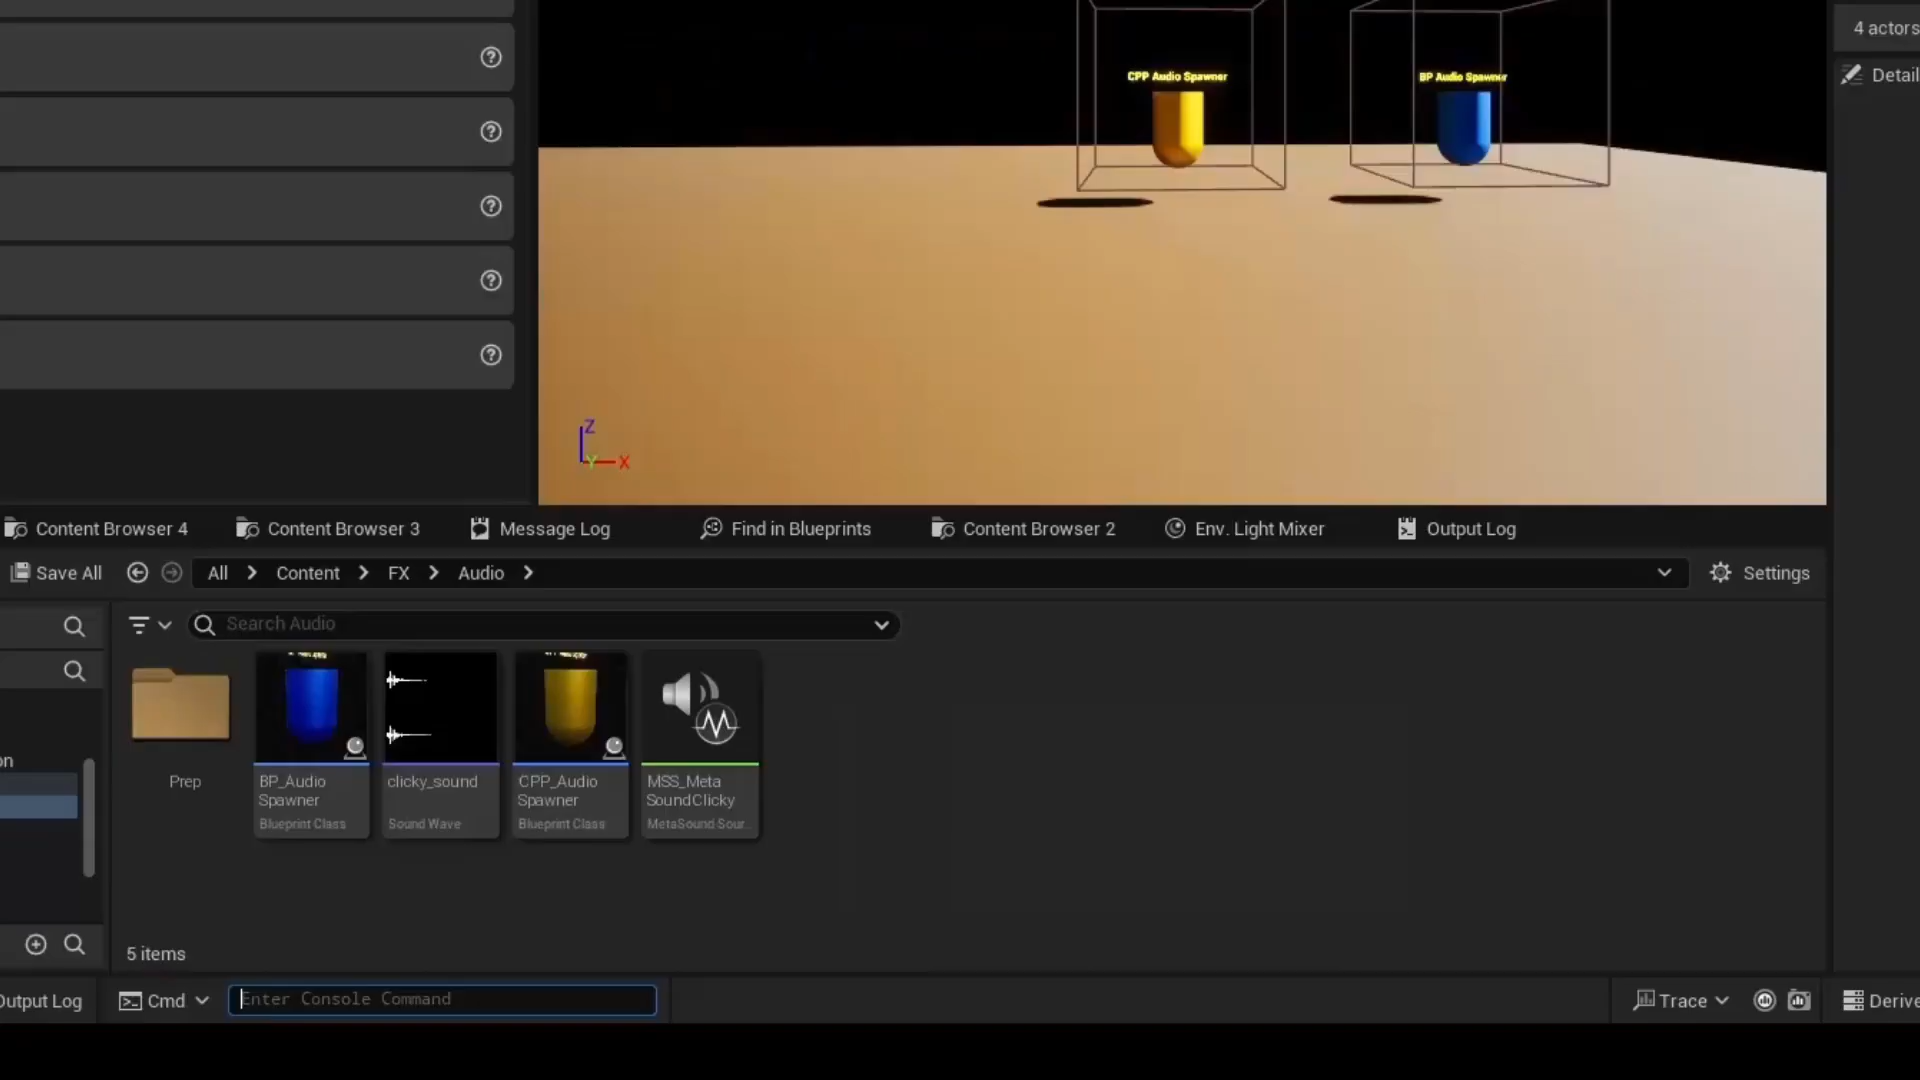 4 actors
CPP Audio Spawner
BP Audio Spawner
Z
Y
X
Content Browser 4
Content Browser 3
Message Log
Find in Blueprints
Content Browser 2
Env. Light Mixer
Output Log
Save All
All
Content
FX
Audio
Settings
Search Audio
on
Prep
BP_Audio
Spawner
Blueprint Class
clicky_sound
Sound Wave
CPP_Audio
Spawner
Blueprint Class
MSS_Meta
SoundClicky
MetaSound Sour...
5 items
Output Log
Cmd
Enter Console Command
Trace